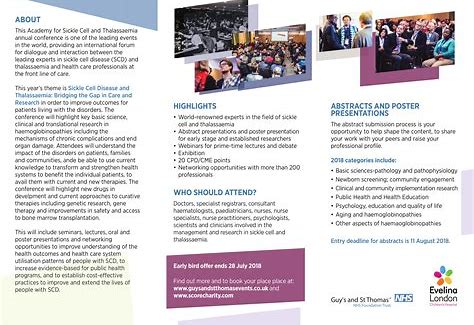 ABOUT
This Academy for Sickle Cell and Thalassaemia
annual conference is one of the leading events
in the world, providing an international forum
for dialogue and interaction between the
leading experts in sickle cell disease (SCD) and
thalassaemia and health care professionals at
the front line of care.
This year's theme is Sickle Cell Disease and
Thalassaemia: Bridging the Gap in Care and
Research in order to improve outcomes for
patients living with the disorders. The
conference will highlight key basic science,
clinical and translational research in
haemoglobinopathies including the
mechanisms of chronic complications and end
organ damage. Attendees will understand the
impact of the disorders on patients, families
and communities, ande be able to use current
knowledge to transform and strengthen health
systems to benefit the individual patients, to
avail them with current and new therapies. The
conference will highlight new drugs in
development and current approaches to curative
therapies including genetic research, gene
therapy and improvements in safety and access
to bone marrow transplantation.
This will include seminars, lectures, oral and
poster presentations and networking
opportunities to improve understanding of the
health outcomes and health care system
utilisation patterns of people with SCD, to
increase evidence-based for public health
programs, and to establish cost-effective
practices to improve and extend the lives of
people with SCD.
HIGHLIGHTS
• World-renowned experts in the field of sickle
cell and thalassaemia
• Abstract presentations and poster presentation
for early stage and established researchers
• Webinars for prime-time lectures and debate
• Exhibition
• 20 CPD/CME points
• Networking opportunities with more than 200
professionals
WHO SHOULD ATTEND?
Doctors, specialist registrars, consultant
haematologists, paediatricians, nurses, nurse
specialists, nurse practitioners, psychologists,
scientists and clinicians involved in the
management and research in sickle cell and
thalassaemia.
Early bird offer ends 28 July 2018
Find out more and to book your place place at:
www.guysandstthomasevents.co.uk and
www.scorecharity.com
ABSTRACTS AND POSTER
PRESENTATIONS
The abstract submission process is your
opportunity to help shape the content, to share
your work with your peers and raise your
professional profile.
2018 categories include:
• Basic sciences-pathology and pathophysiology
• Newborn screening; community engagement
• Clinical and community implementation research
• Public Health and Health Education
• Psychology, education and quality of life
• Aging and haemoglobinopathies
• Other aspects of haemaoglobinopathies
Entry deadline for abstracts is 11 August 2018.
Guy's and St Thomas' NHS
NHS Foundation Trust
Evelina
London
Children's Hospital